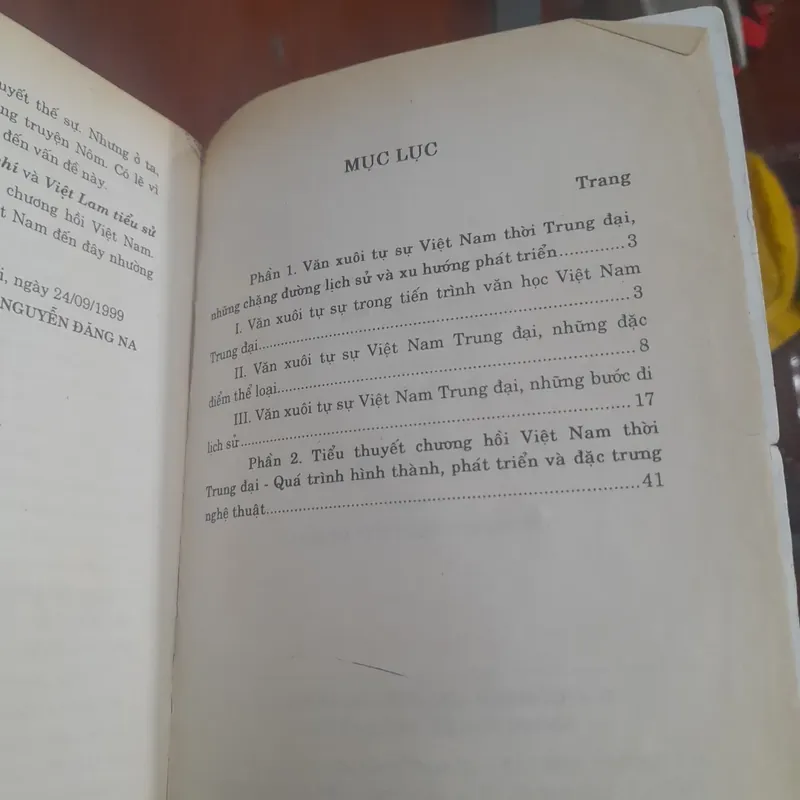 uyết thế sự. Nhưng ở ta,
ng truyện Nôm. Có lẽ vì
đến vấn đề này.
chí và Việt Lam tiểu sử
chương hồi Việt Nam.
t Nam đến đây nhường
i, ngày 24/09/1999
NGUYỄN ĐĂNG NA
MỤC LỤC
Trang
Phần 1. Văn xuôi tự sự Việt Nam thời Trung đại,
những chặng đường lịch sử và xu hướng phát triển............3
I. Văn xuôi tự sự trong tiến trình văn học Việt Nam
Trung đại............3
II. Văn xuôi tự sự Việt Nam Trung đại, những đặc
điểm thể loại............8
III. Văn xuôi tự sự Việt Nam Trung đại, những bước đi
lịch sử............17
Phần 2. Tiểu thuyết chương hồi Việt Nam thời
Trung đại - Quá trình hình thành, phát triển và đặc trưng
nghệ thuật............41